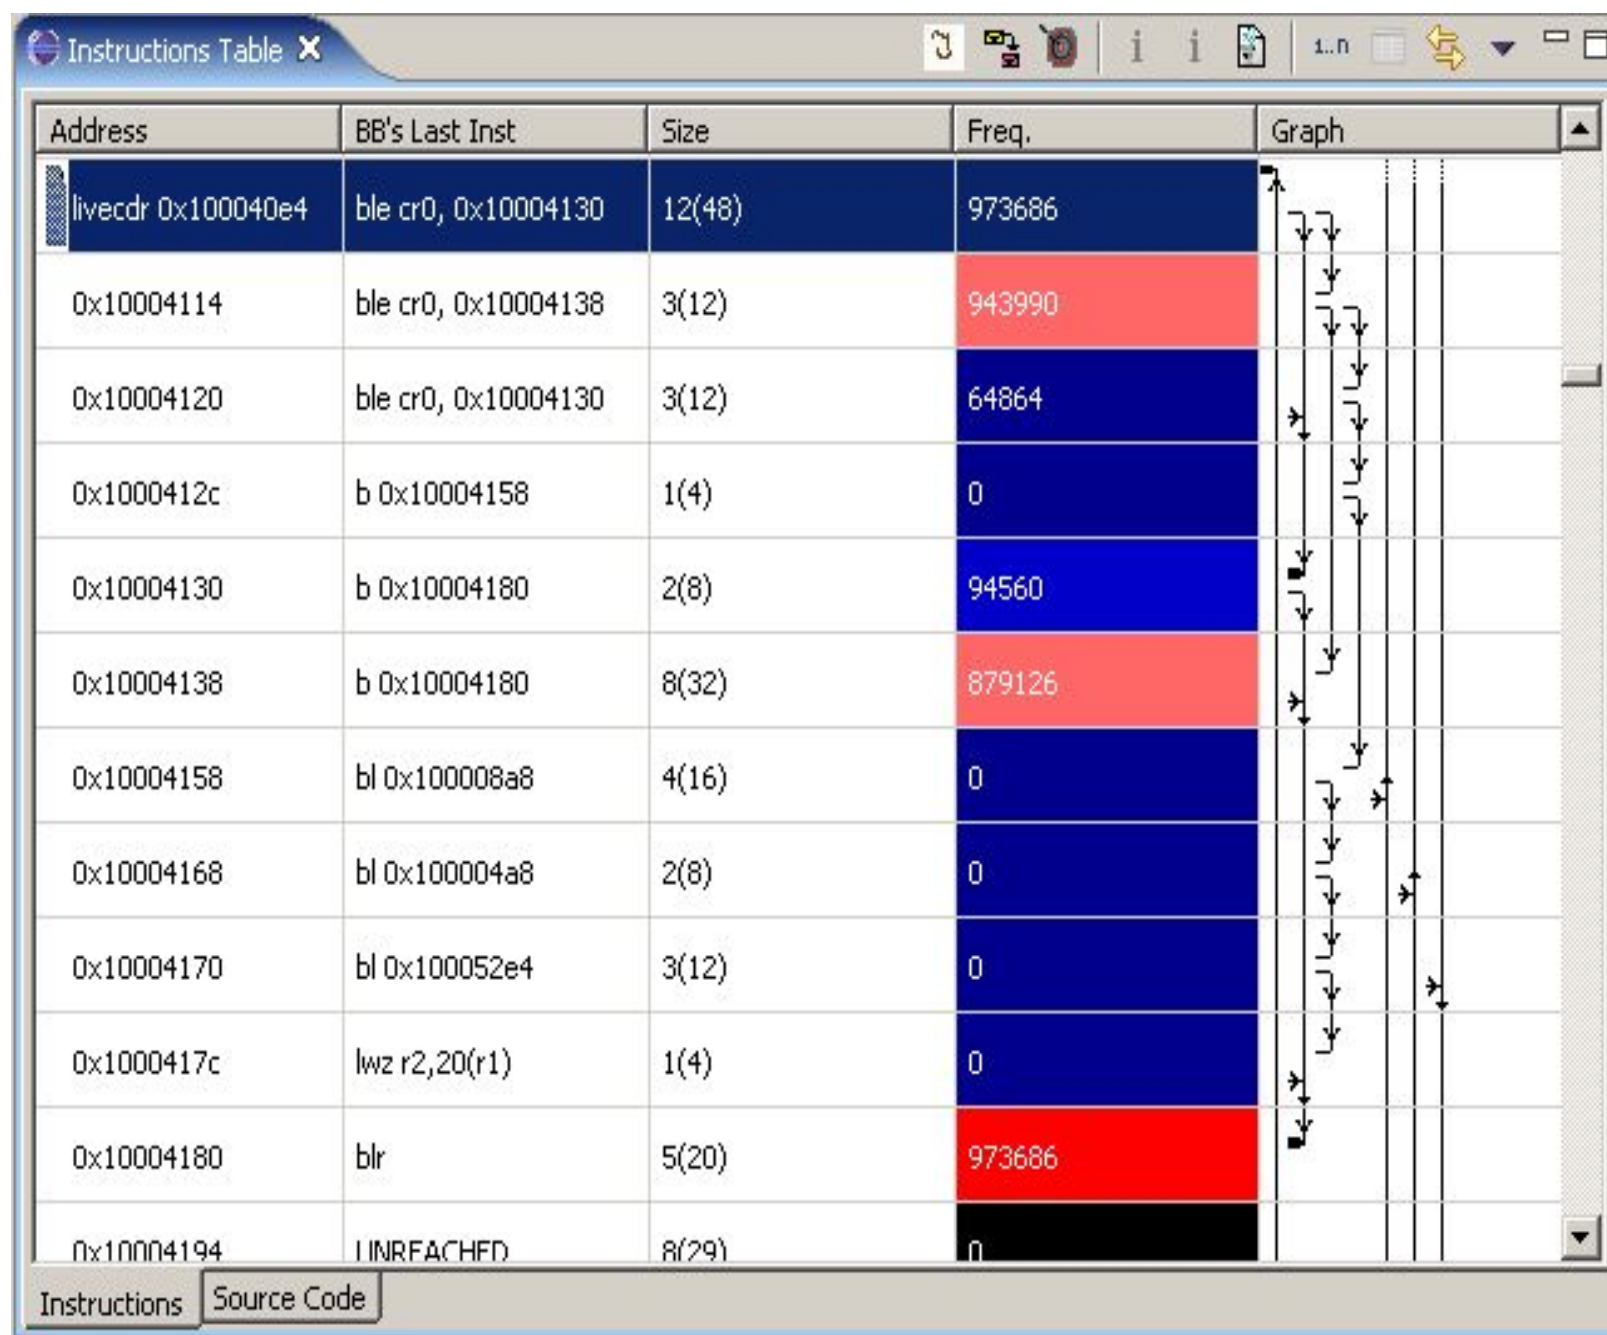 Instructions Table
i i 1..n
Address BB's Last Inst Size Freq. Graph
livecdr 0x100040e4 ble cr0, 0x10004130 12(48) 973686
0x10004114 ble cr0, 0x10004138 3(12) 943990
0x10004120 ble cr0, 0x10004130 3(12) 64864
0x1000412c b 0x10004158 1(4) 0
0x10004130 b 0x10004180 2(8) 94560
0x10004138 b 0x10004180 8(32) 879126
0x10004158 bl 0x100008a8 4(16) 0
0x10004168 bl 0x100004a8 2(8) 0
0x10004170 bl 0x100052e4 3(12) 0
0x1000417c lwz r2,20(r1) 1(4) 0
0x10004180 blr 5(20) 973686
0x10004194 UNREACHED 8(29) 0
Instructions Source Code